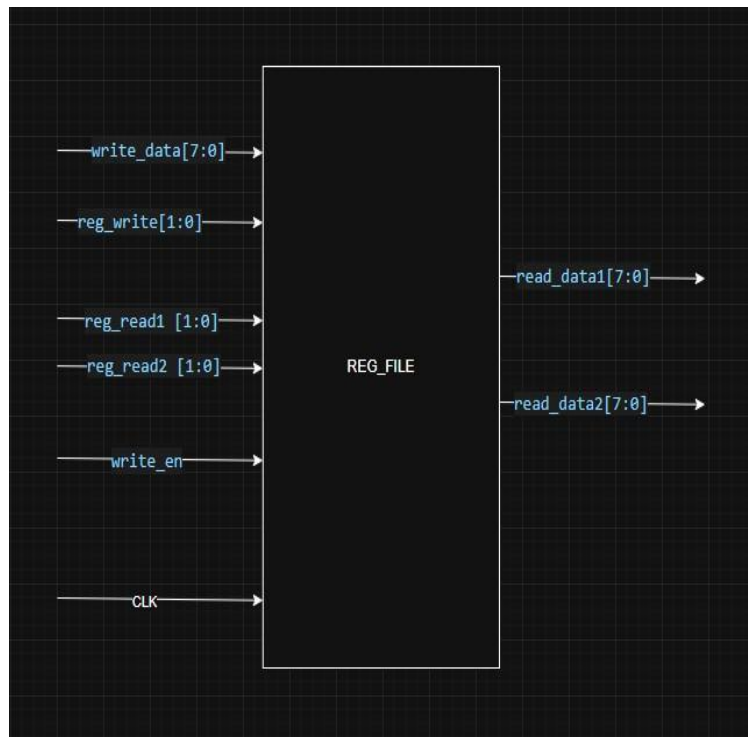 write_data[7:0]
reg_write[1:0]
read_data1[7:0]
reg_read1 [1:0]
reg_read2 [1:0]
REG_FILE
read_data2[7:0]
write_en
CLK